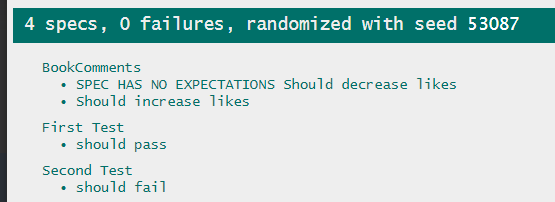 4 specs, 0 failures, randomized with seed 53087
BookComments
• SPEC HAS NO EXPECTATIONS Should decrease likes
• Should increase likes
First Test
• should pass
Second Test
• should fail